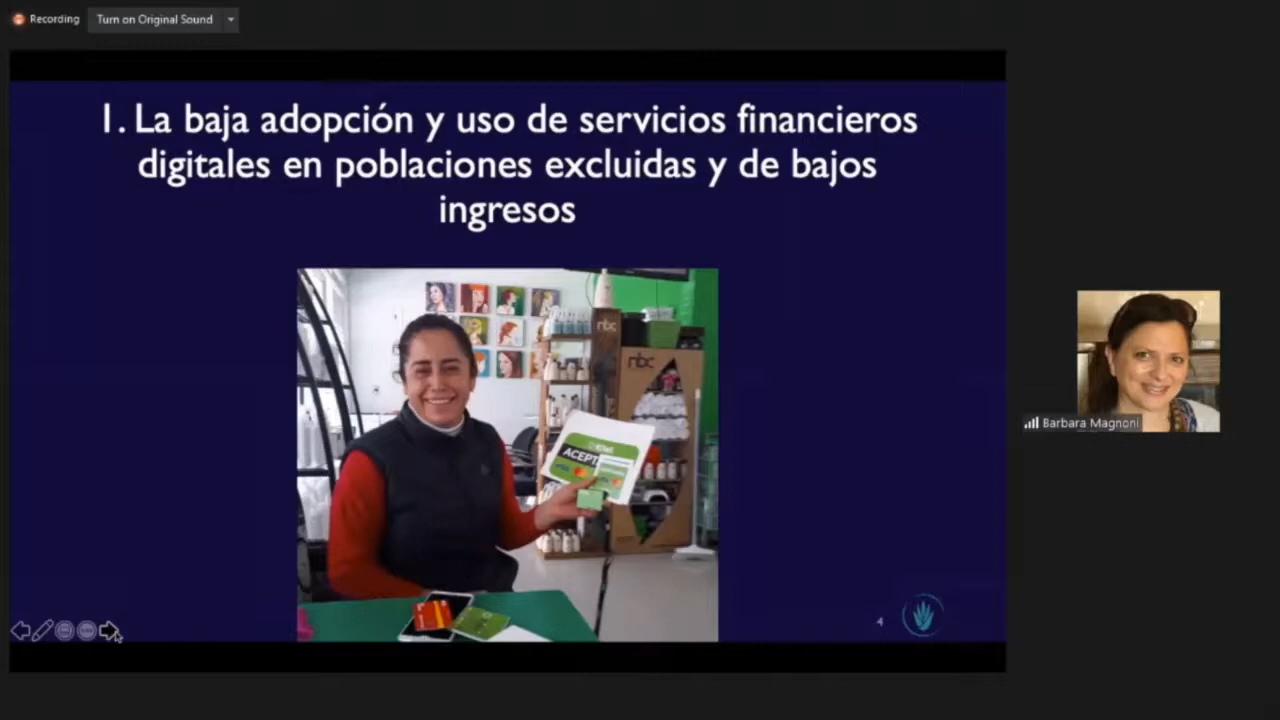 Recording
Turn on Original Sound
1. La baja adopción y uso de servicios financieros
digitales en poblaciones excluidas y de bajos
ingresos
nbc
nbc
ACEPT
4
Barbara Magnoni